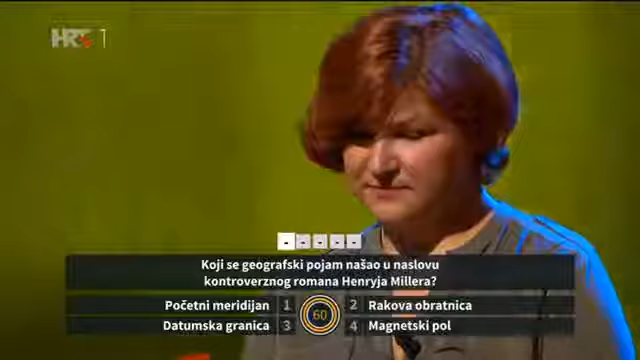 HRT 1
- - - - -
Koji se geografski pojam našao u naslovu
kontroverznog romana Henryja Millera?
Početni meridijan 1
2 Rakova obratnica
60
Datumska granica 3
4 Magnetski pol